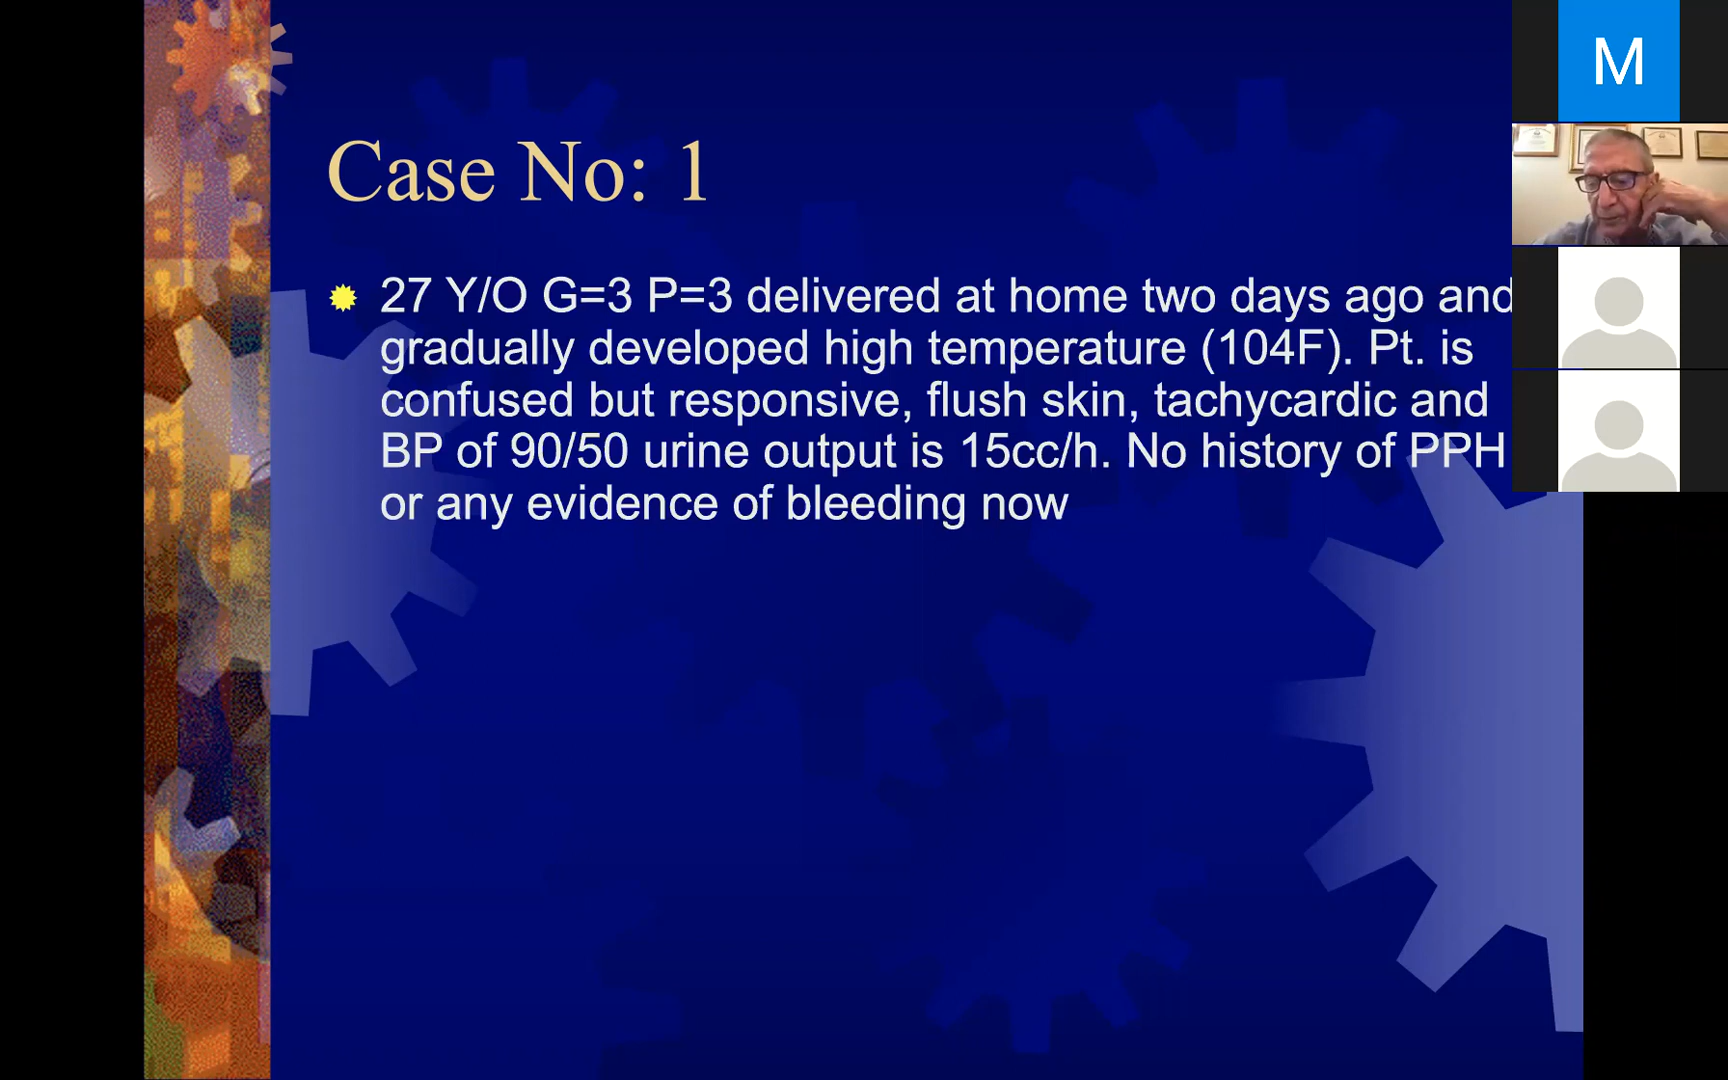 Case No: 1
27 Y/O G=3 P=3 delivered at home two days ago and
gradually developed high temperature (104F). Pt. is
confused but responsive, flush skin, tachycardic and
BP of 90/50 urine output is 15cc/h. No history of PPH
or any evidence of bleeding now
M